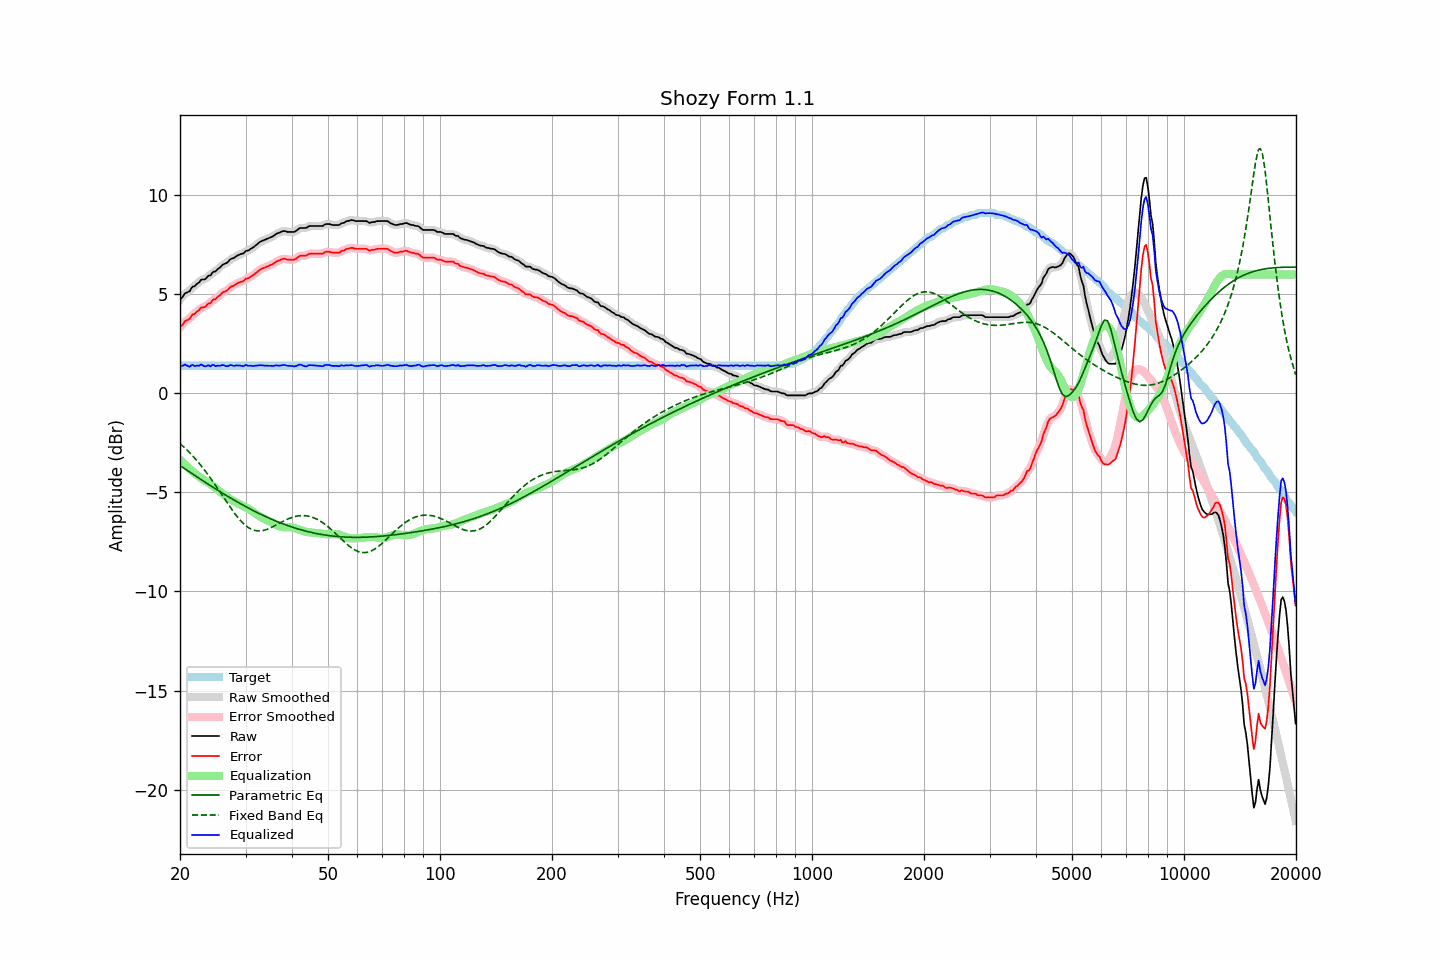 Shozy Form 1.1
Amplitude (dBr)
10
5
0
−5
−10
−15
−20
Target
Raw Smoothed
Error Smoothed
Raw
Error
Equalization
Parametric Eq
Fixed Band Eq
Equalized
20 50 100 200 500 1000 2000 5000 10000 20000
Frequency (Hz)